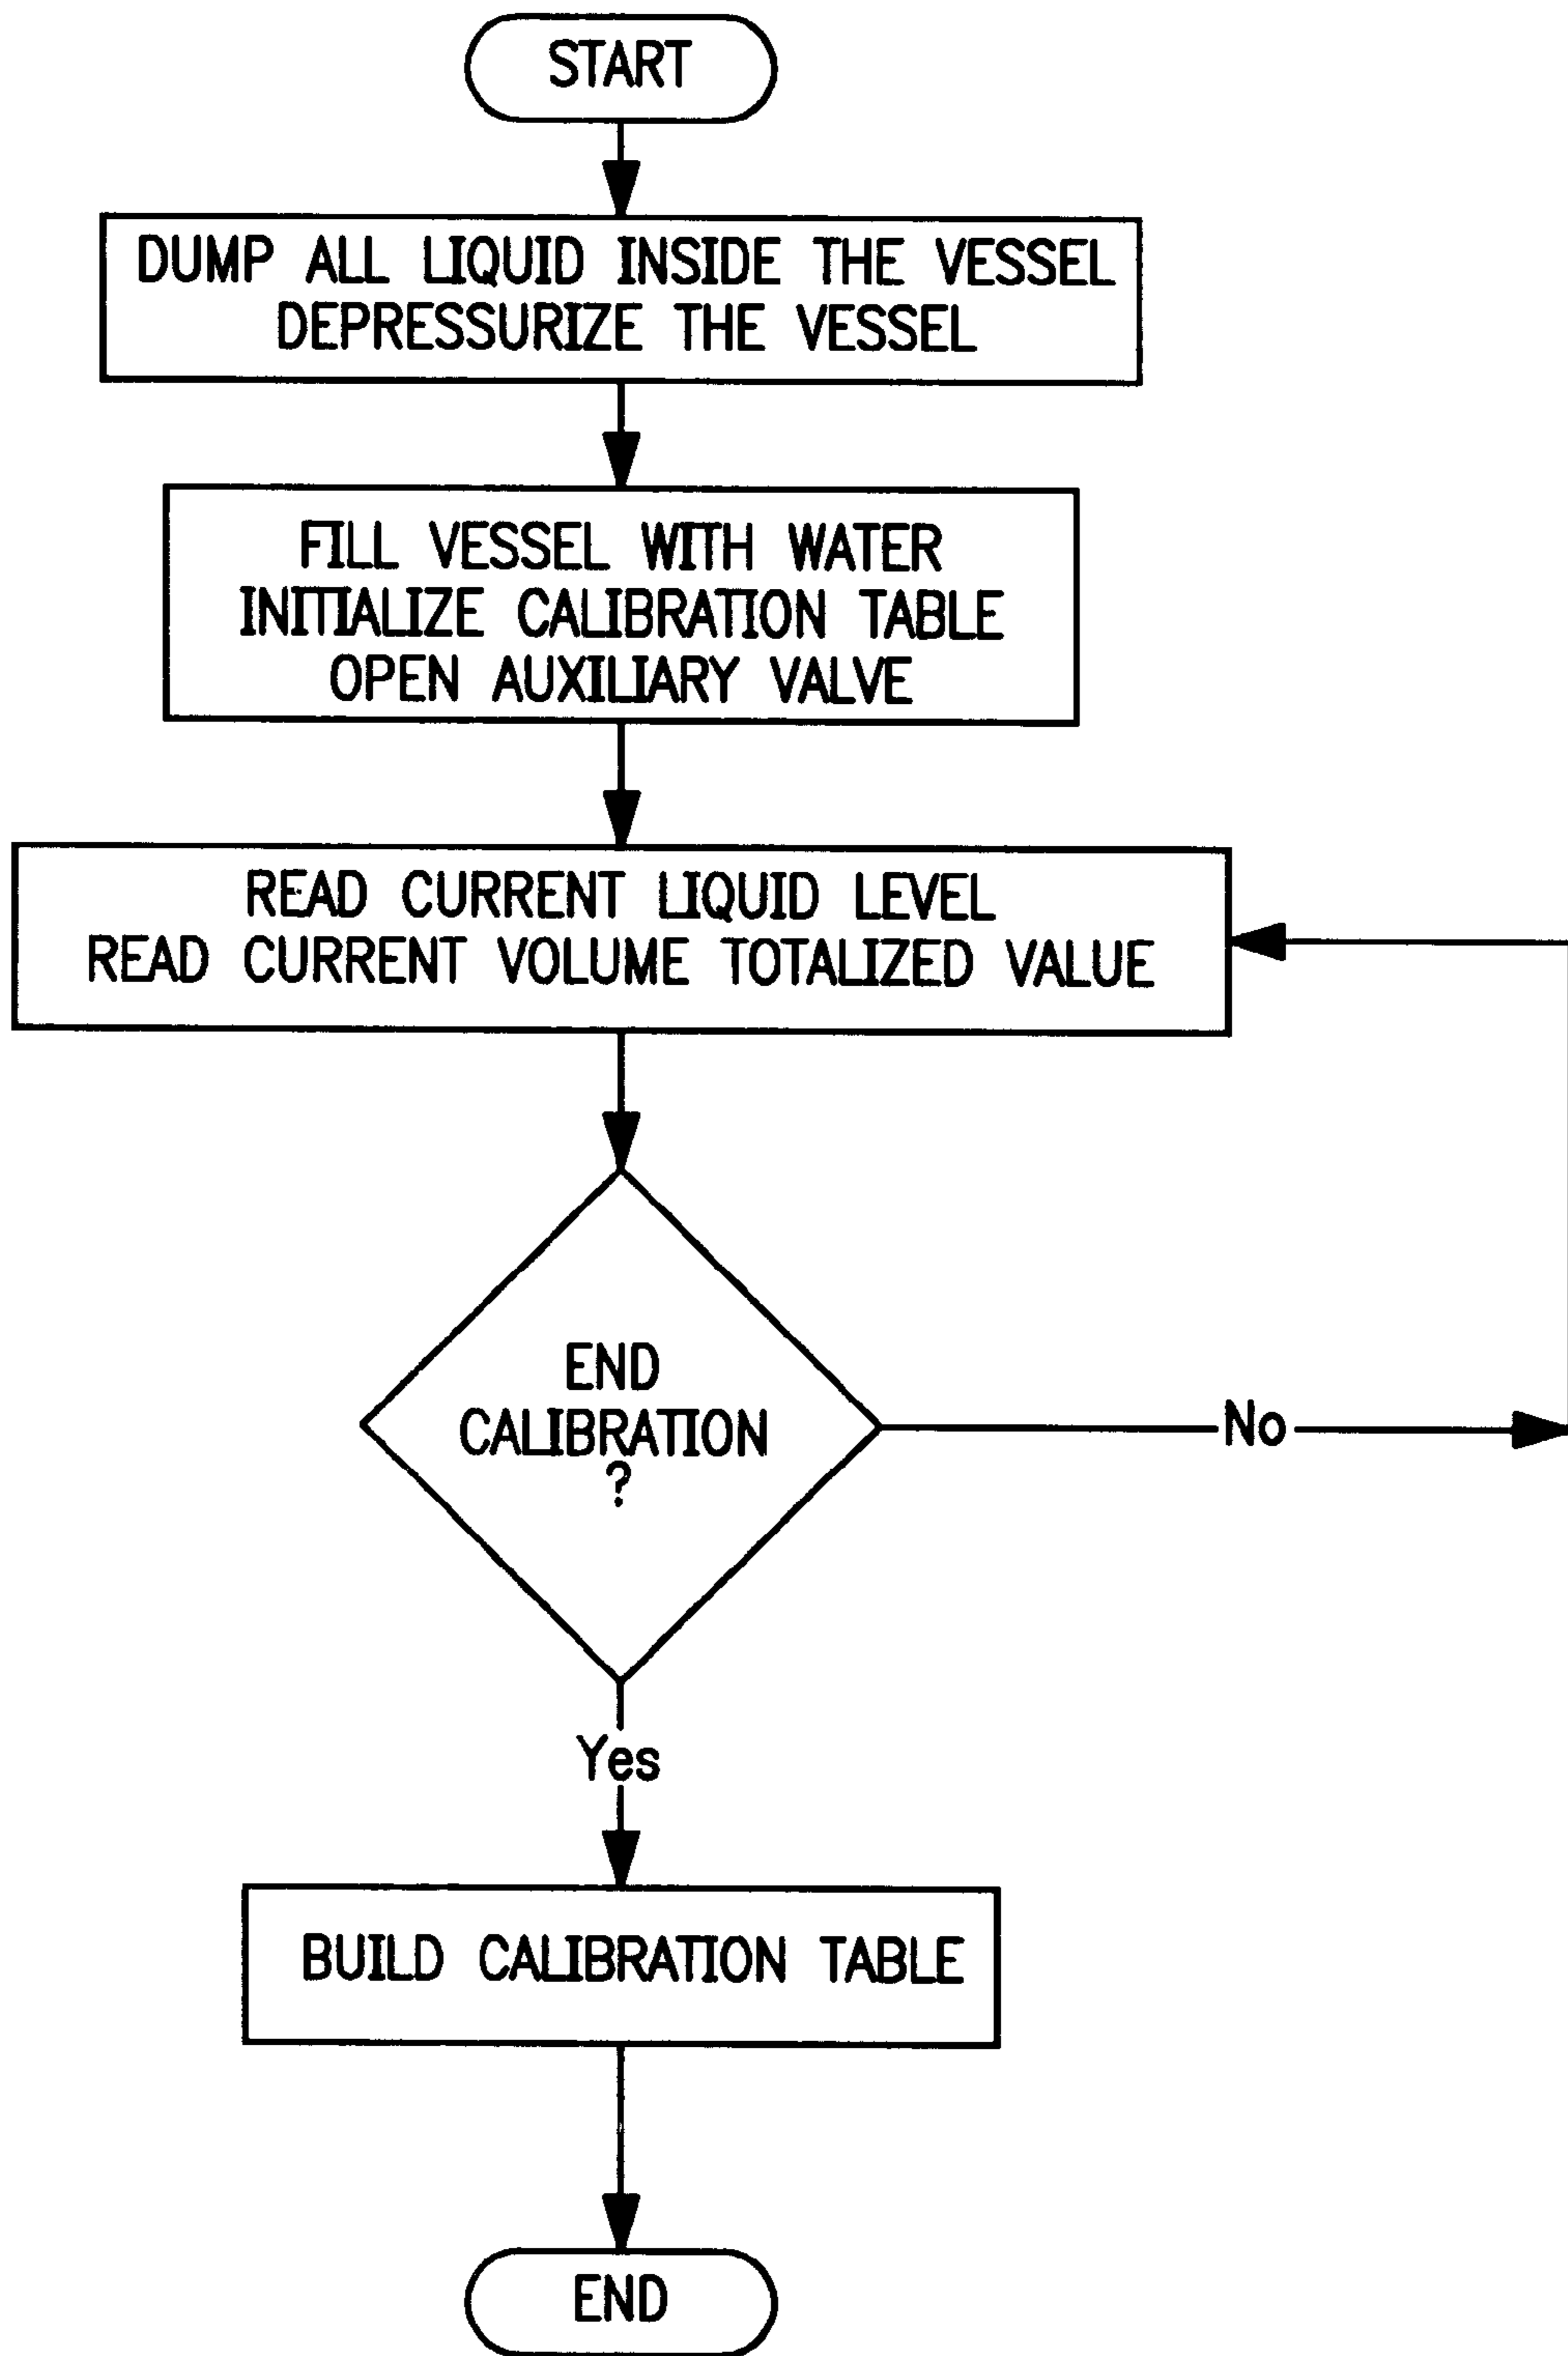 START
DUMP ALL LIQUID INSIDE THE VESSEL
DEPRESSURIZE THE VESSEL
FILL VESSEL WITH WATER
INITIALIZE CALIBRATION TABLE
OPEN AUXILIARY VALVE
READ CURRENT LIQUID LEVEL
READ CURRENT VOLUME TOTALIZED VALUE
END
CALIBRATION
?
No
Yes
BUILD CALIBRATION TABLE
END